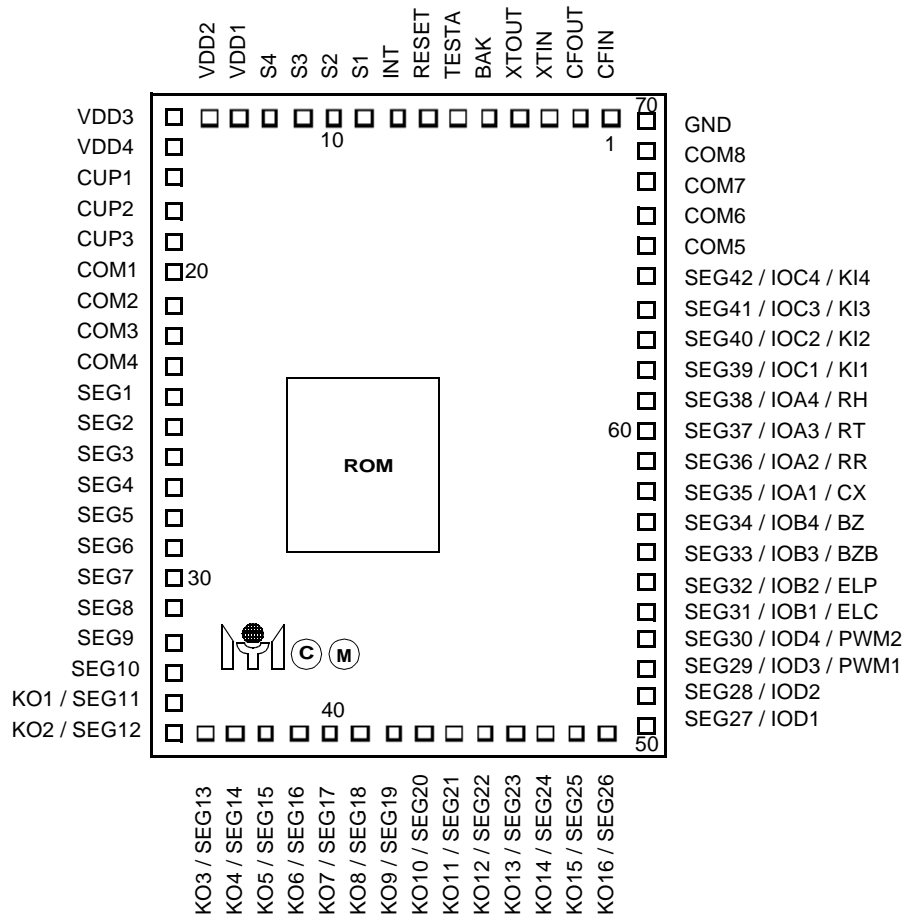 VDD2
VDD1
S4
S3
S2
S1
INT
RESET
TESTA
BAK
XTOUT
XTIN
CFOUT
CFIN
70
10
1
VDD3
VDD4
CUP1
CUP2
CUP3
COM1
20
COM2
COM3
COM4
SEG1
SEG2
SEG3
SEG4
SEG5
SEG6
SEG7
30
SEG8
SEG9
SEG10
KO1 / SEG11
KO2 / SEG12
ROM
C
M
GND
COM8
COM7
COM6
COM5
SEG42 / IOC4 / KI4
SEG41 / IOC3 / KI3
SEG40 / IOC2 / KI2
SEG39 / IOC1 / KI1
SEG38 / IOA4 / RH
60
SEG37 / IOA3 / RT
SEG36 / IOA2 / RR
SEG35 / IOA1 / CX
SEG34 / IOB4 / BZ
SEG33 / IOB3 / BZB
SEG32 / IOB2 / ELP
SEG31 / IOB1 / ELC
SEG30 / IOD4 / PWM2
SEG29 / IOD3 / PWM1
SEG28 / IOD2
SEG27 / IOD1
40
50
KO3 / SEG13
KO4 / SEG14
KO5 / SEG15
KO6 / SEG16
KO7 / SEG17
KO8 / SEG18
KO9 / SEG19
KO10 / SEG20
KO11 / SEG21
KO12 / SEG22
KO13 / SEG23
KO14 / SEG24
KO15 / SEG25
KO16 / SEG26